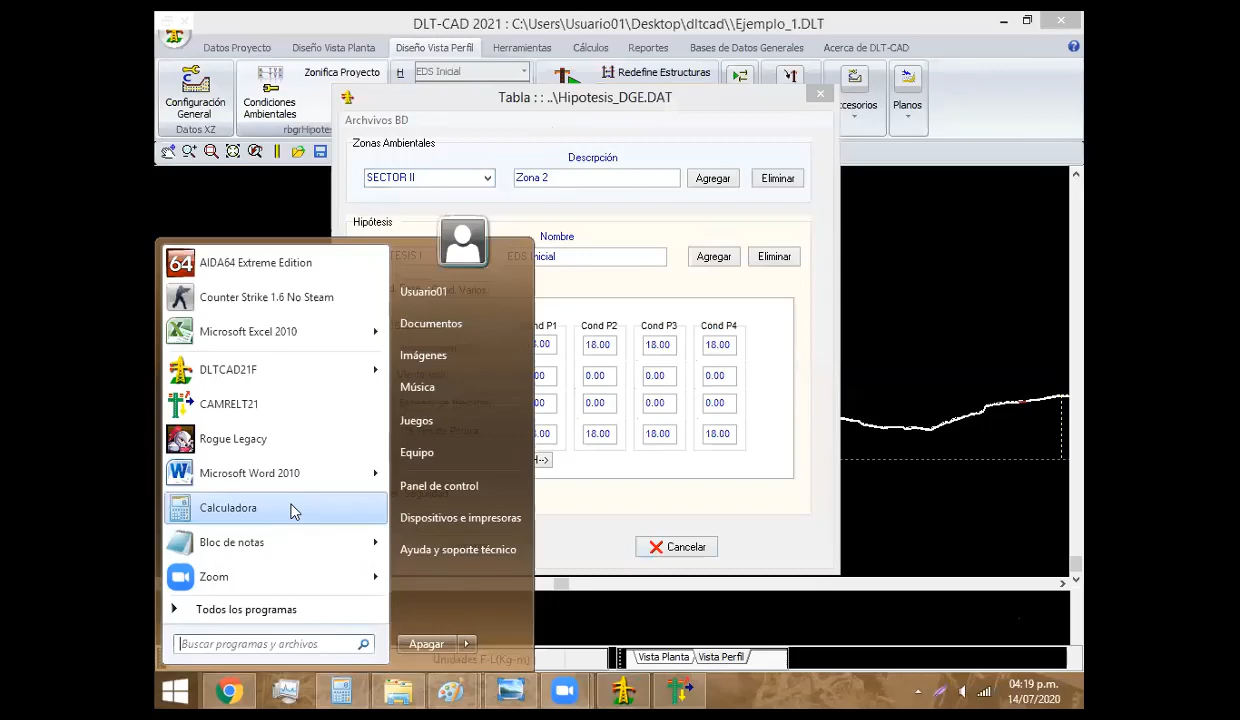 DLT-CAD 2021 : C:\Users\Usuario01\Desktop\dltcad\\Ejemplo_1.DLT
Datos Proyecto Diseño Vista Planta Diseño Vista Perfil Herramientas Cálculos Reportes Bases de Datos Generales Acerca de DLT-CAD
Zonifica Proyecto H EDS Inicial Redefine Estructuras
Configuración General
Condiciones Ambientales
Planos
Datos XZ
Tabla : : ..\Hipotesis_DGE.DAT
Archvivos BD
Zonas Ambientales
Descrpción
SECTOR II Zona 2 Agregar Eliminar
Hipótesis
Nombre
Agregar Eliminar
Cond P2 Cond P3 Cond P4
18.00 18.00 18.00
0.00 0.00 0.00
0.00 0.00 0.00
18.00 18.00 18.00
Cancelar
64 AIDA64 Extreme Edition
Counter Strike 1.6 No Steam
Microsoft Excel 2010
DLTCAD21F
CAMRELT21
Rogue Legacy
Microsoft Word 2010
Calculadora
Bloc de notas
Zoom
Todos los programas
Buscar programas y archivos
Usuario01
Documentos
Imágenes
Música
Juegos
Equipo
Panel de control
Dispositivos e impresoras
Ayuda y soporte técnico
Apagar
Unidades F-L(Kg-m)
Vista Planta Vista Perfil
04:19 p.m.
14/07/2020